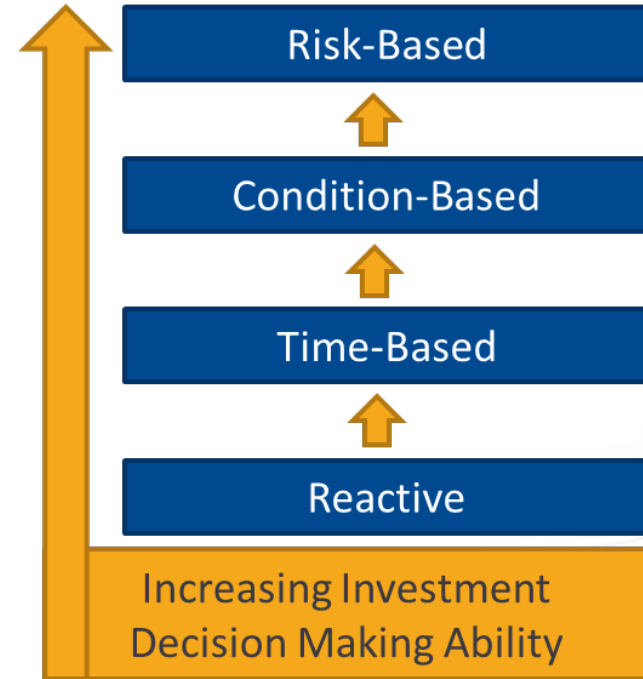 Risk-Based
Condition-Based
Time-Based
Reactive
Increasing Investment
Decision Making Ability